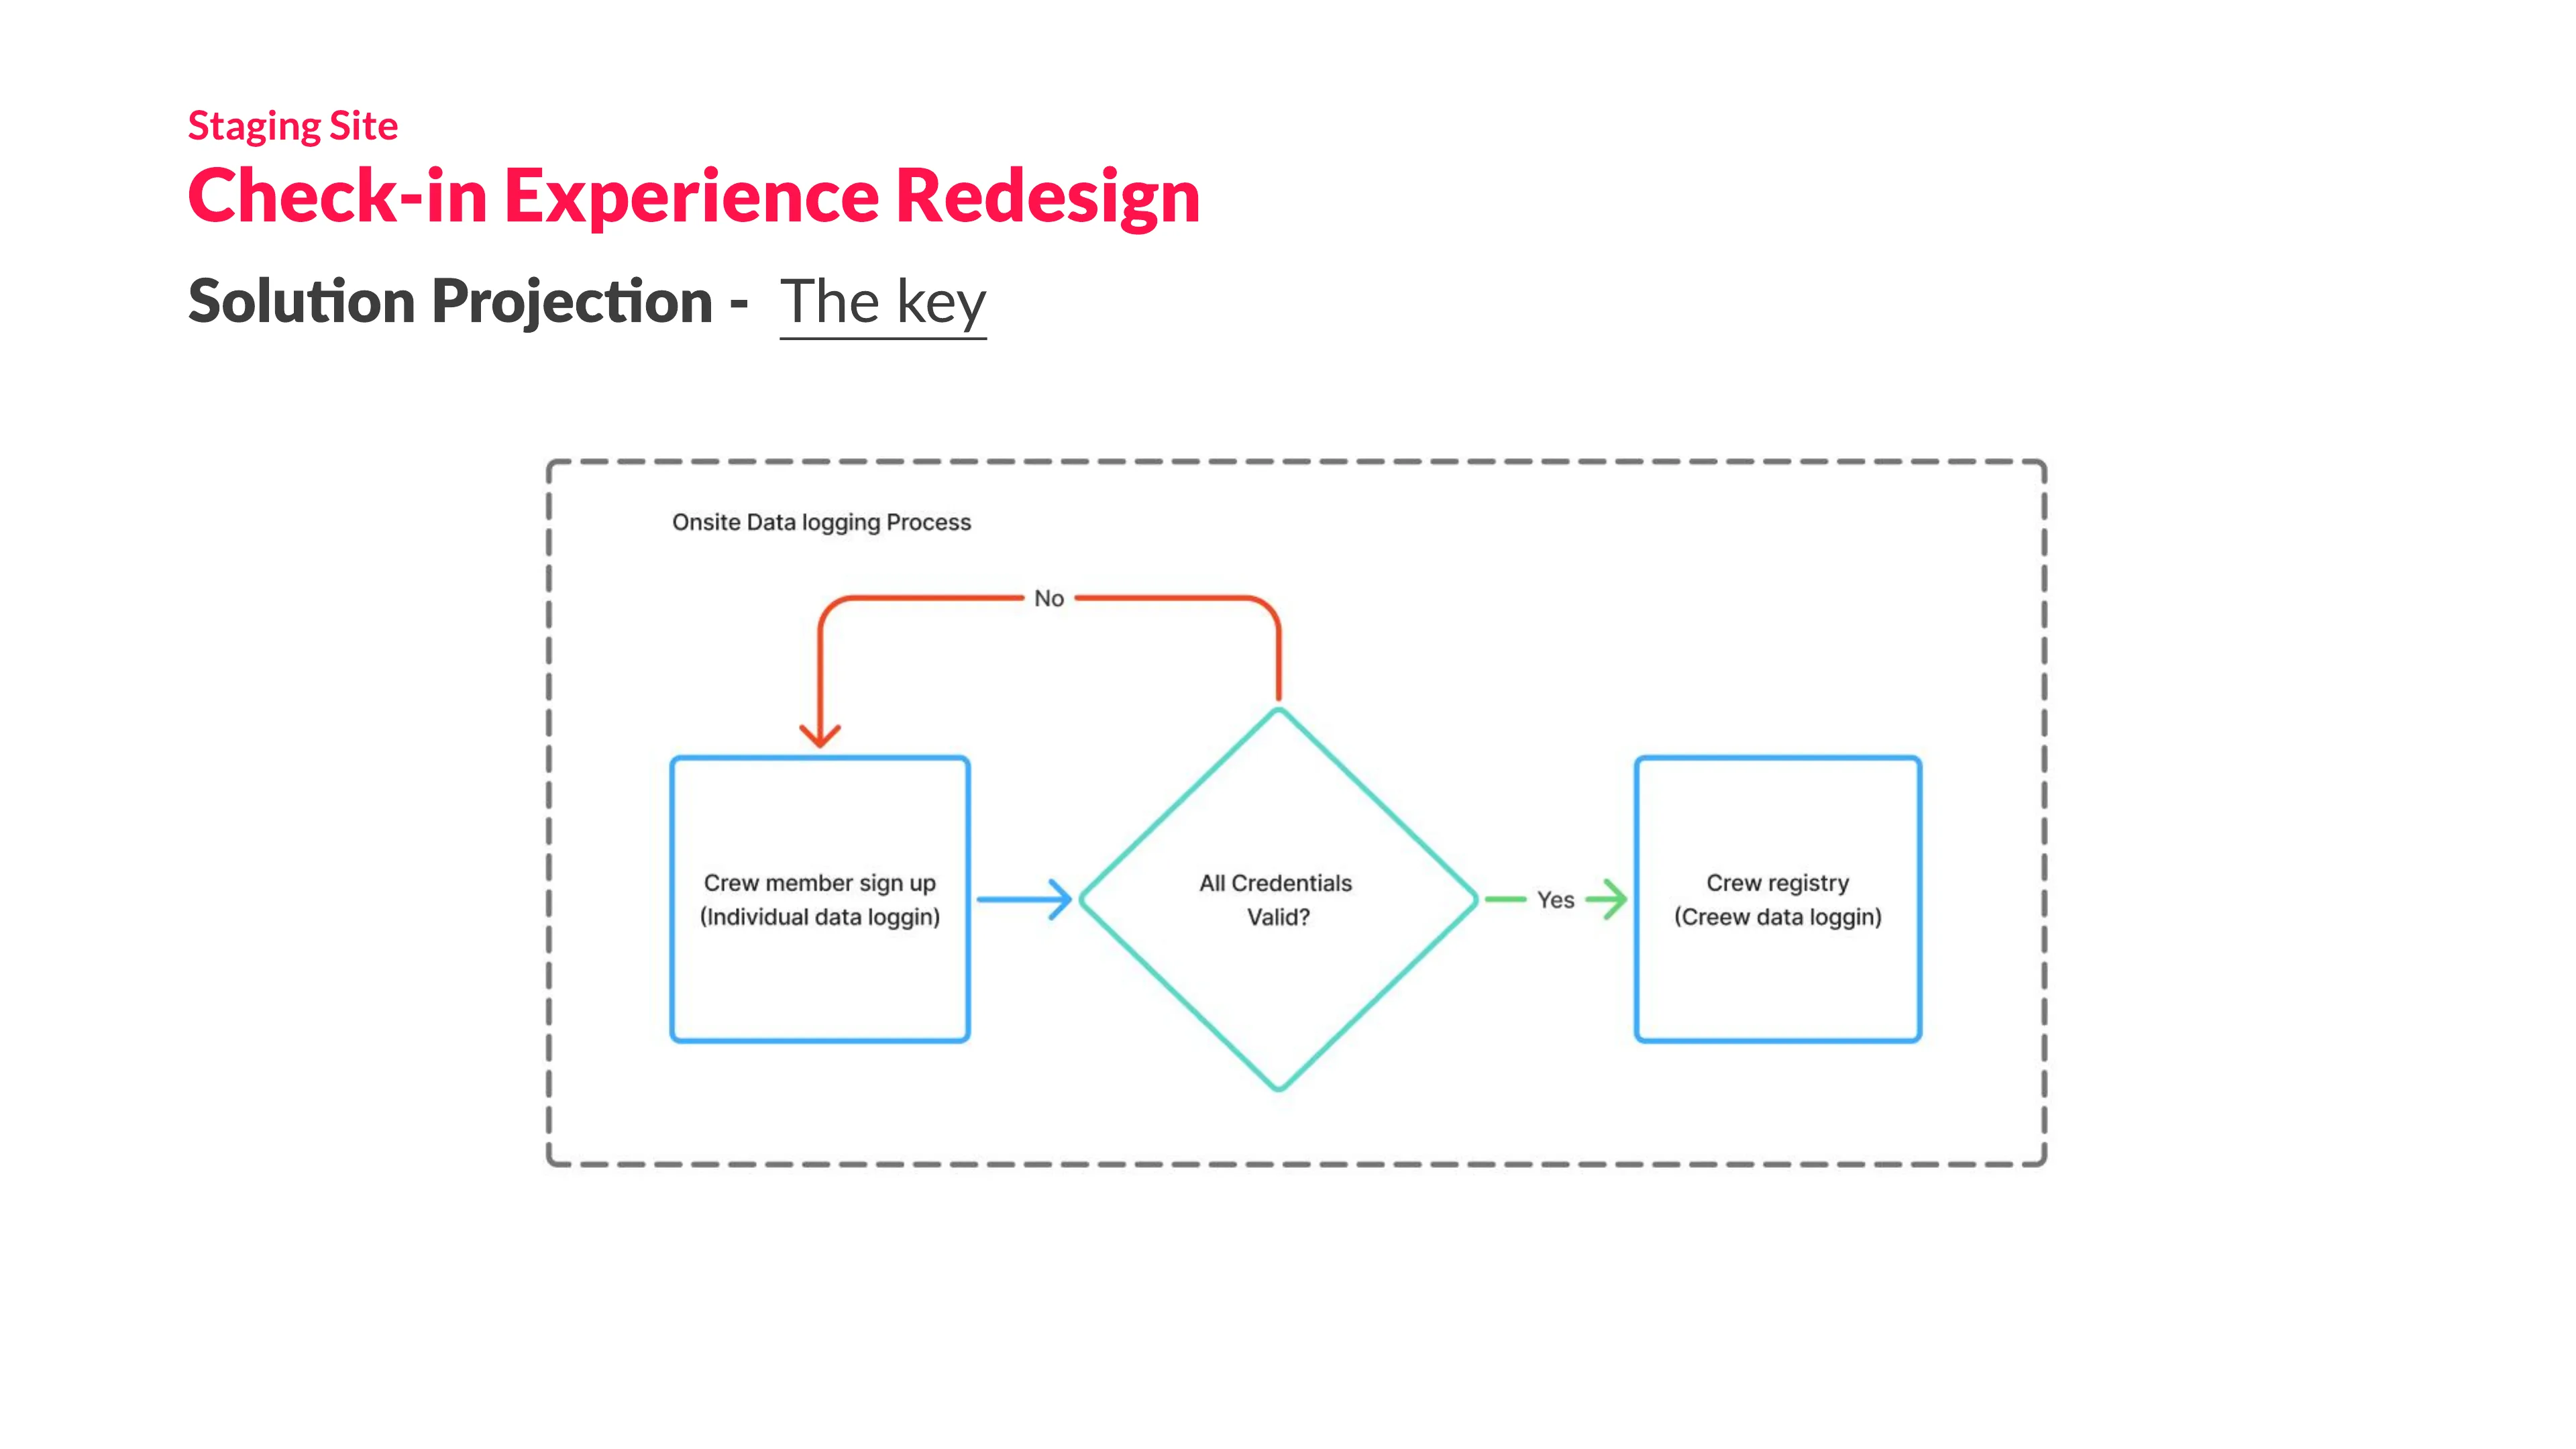 Staging Site
Check-in Experience Redesign
Solution Projection - The key
Onsite Data logging Process
No
Crew member sign up
(Individual data loggin)
All Credentials
Valid?
Yes
Crew registry
(Creew data loggin)